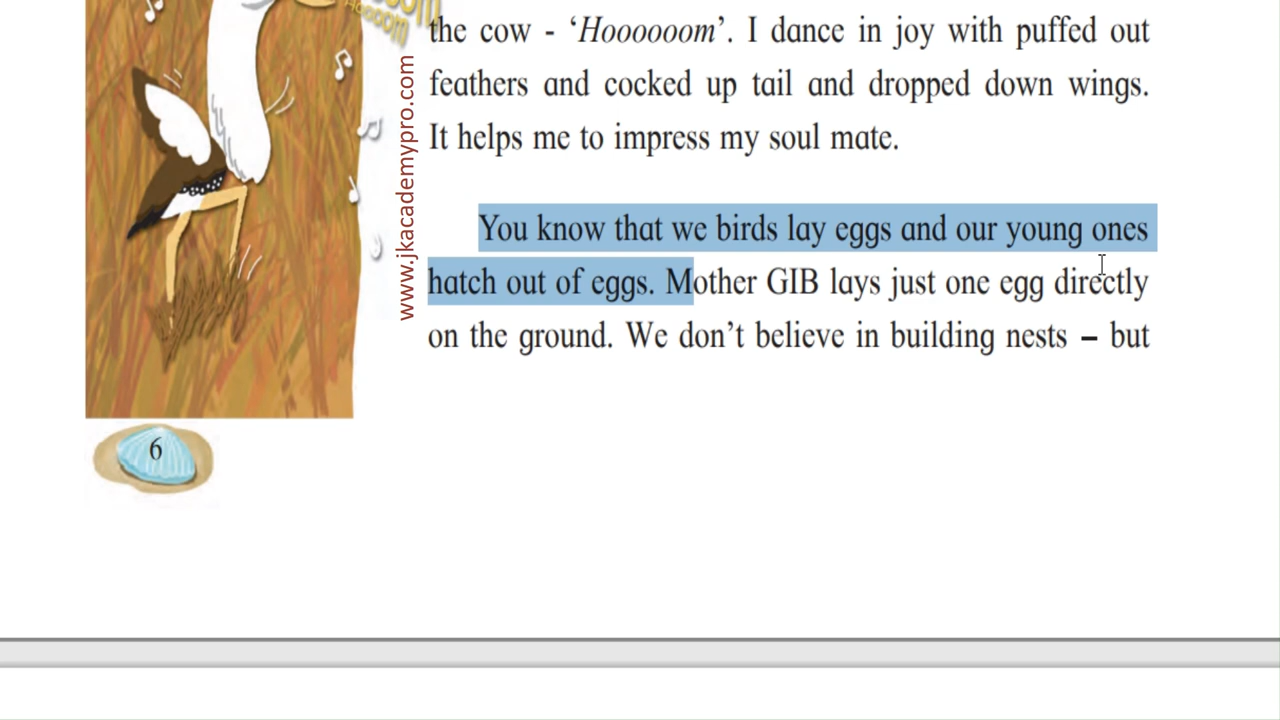 Hooooom
the cow - ‘Hoooooom’. I dance in joy with puffed out
feathers and cocked up tail and dropped down wings.
It helps me to impress my soul mate.
You know that we birds lay eggs and our young ones
hatch out of eggs. Mother GIB lays just one egg directly
on the ground. We don’t believe in building nests – but
www.jkacademypro.com
6